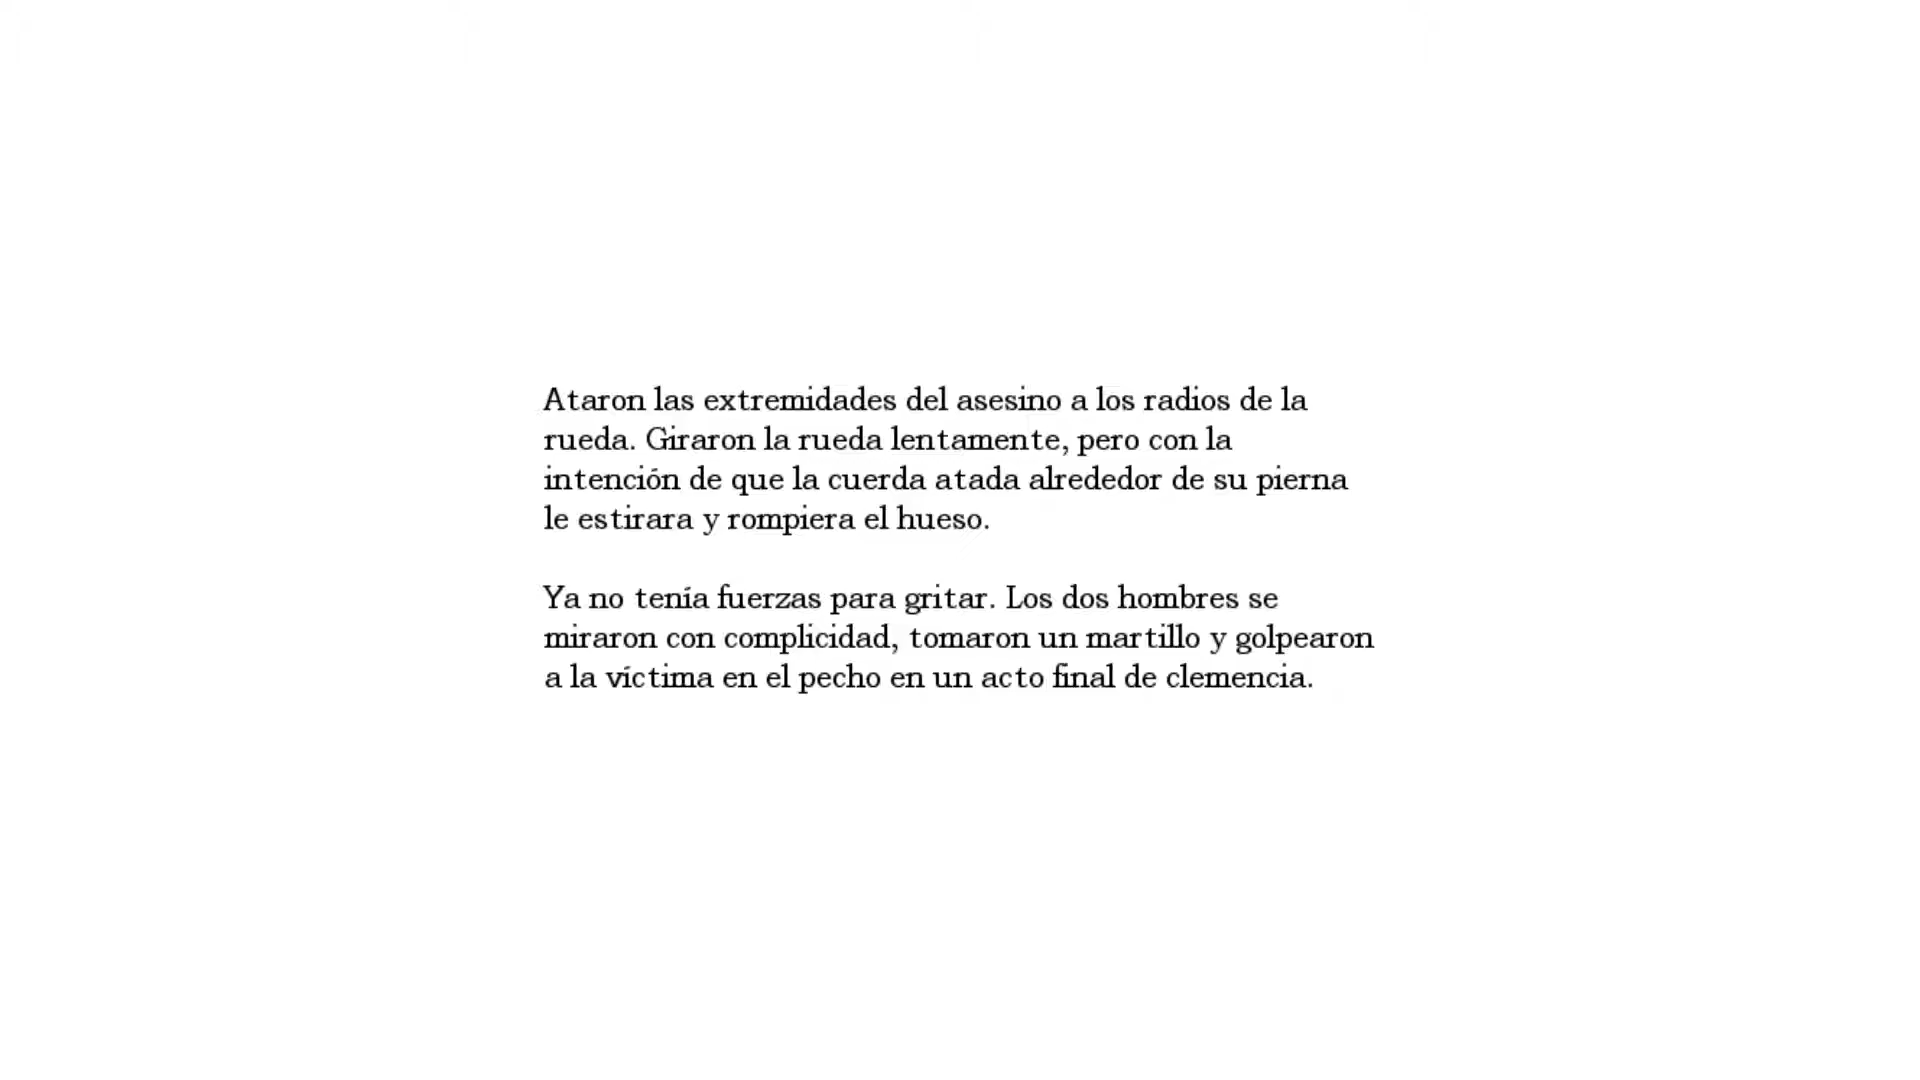 Ataron las extremidades del asesino a los radios de la
rueda. Giraron la rueda lentamente, pero con la
intención de que la cuerda atada alrededor de su pierna
le estirara y rompiera el hueso.
Ya no tenía fuerzas para gritar. Los dos hombres se
miraron con complicidad, tomaron un martillo y golpearon
a la víctima en el pecho en un acto final de clemencia.